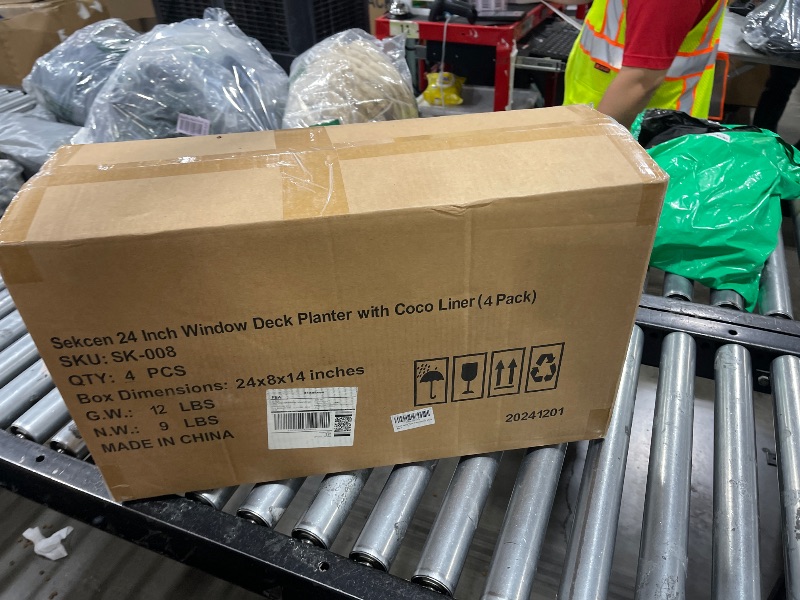 Sekcen 24 Inch Window Deck Planter with Coco Liner (4 Pack)
SKU: SK-008
QTY: 4 PCS
Box Dimensions: 24x8x14 inches
G.W.: 12 LBS
N.W.: 9 LBS
MADE IN CHINA
FBA
20241201